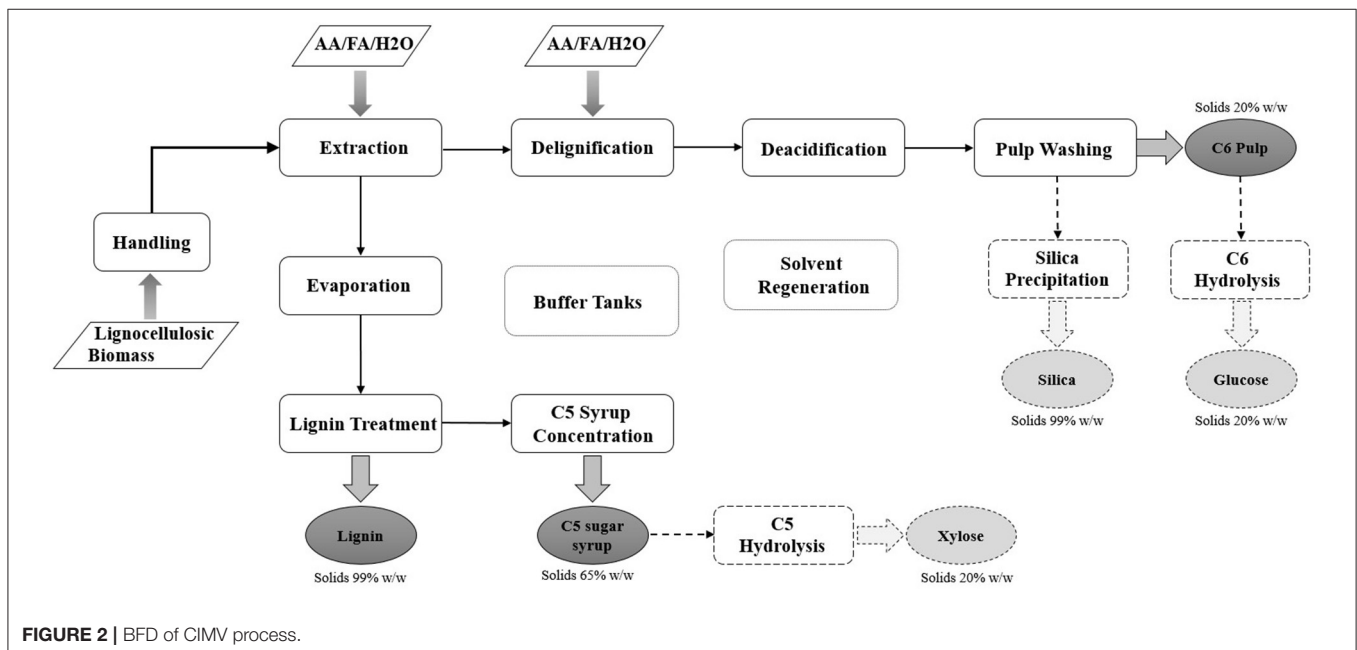 AA/FA/H2O
AA/FA/H2O
Solids 20% w/w
Extraction
Delignification
Deacidification
Pulp Washing
C6 Pulp
Handling
Evaporation
Buffer Tanks
Solvent
Regeneration
Silica
Precipitation
C6
Hydrolysis
Lignocellulosic
Biomass
Silica
Glucose
Solids 99% w/w
Solids 20% w/w
Lignin Treatment
C5 Syrup
Concentration
Lignin
C5 sugar
syrup
C5
Hydrolysis
Xylose
Solids 99% w/w
Solids 65% w/w
Solids 20% w/w
FIGURE 2 | BFD of CIMV process.